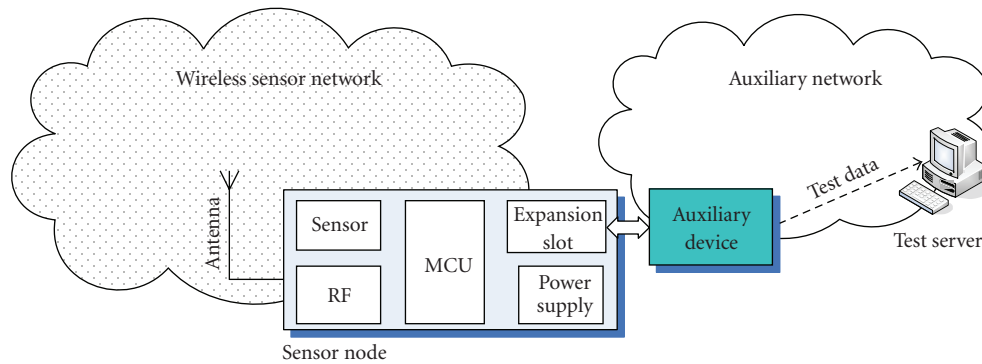 Wireless sensor network
Auxiliary network
Antenna
Sensor
RF
MCU
Expansion
slot
Power
supply
Sensor node
Auxiliary
device
Test data
Test server